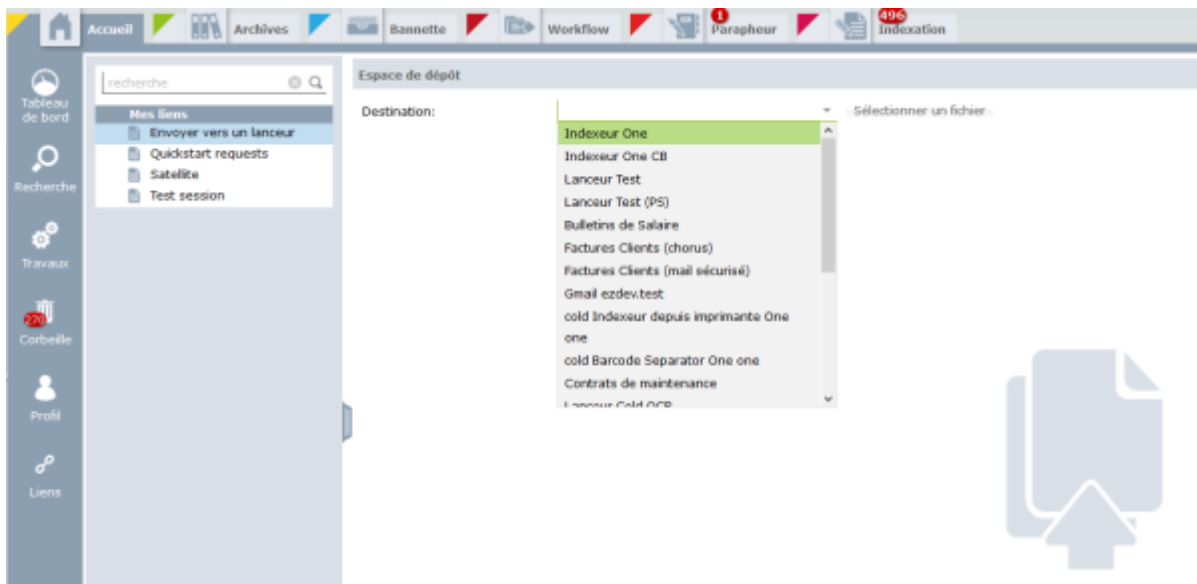 Accueil
Archives
Bannette
Workflow
1
Parapheur
496
Indexation
Tableau
de bord
Recherche
Travaux
270
Corbeille
Profil
Liens
recherche
Mes liens
Envoyer vers un lanceur
Quickstart requests
Satellite
Test session
Espace de dépôt
Destination:
Sélectionner un fichier
Indexeur One
Indexeur One CB
Lanceur Test
Lanceur Test (PS)
Bulletins de Salaire
Factures Clients (chorus)
Factures Clients (mail sécurisé)
Gmail ezdev.test
cold Indexeur depuis imprimante One
one
cold Barcode Separator One one
Contrats de maintenance
Lanceur Cold OCR